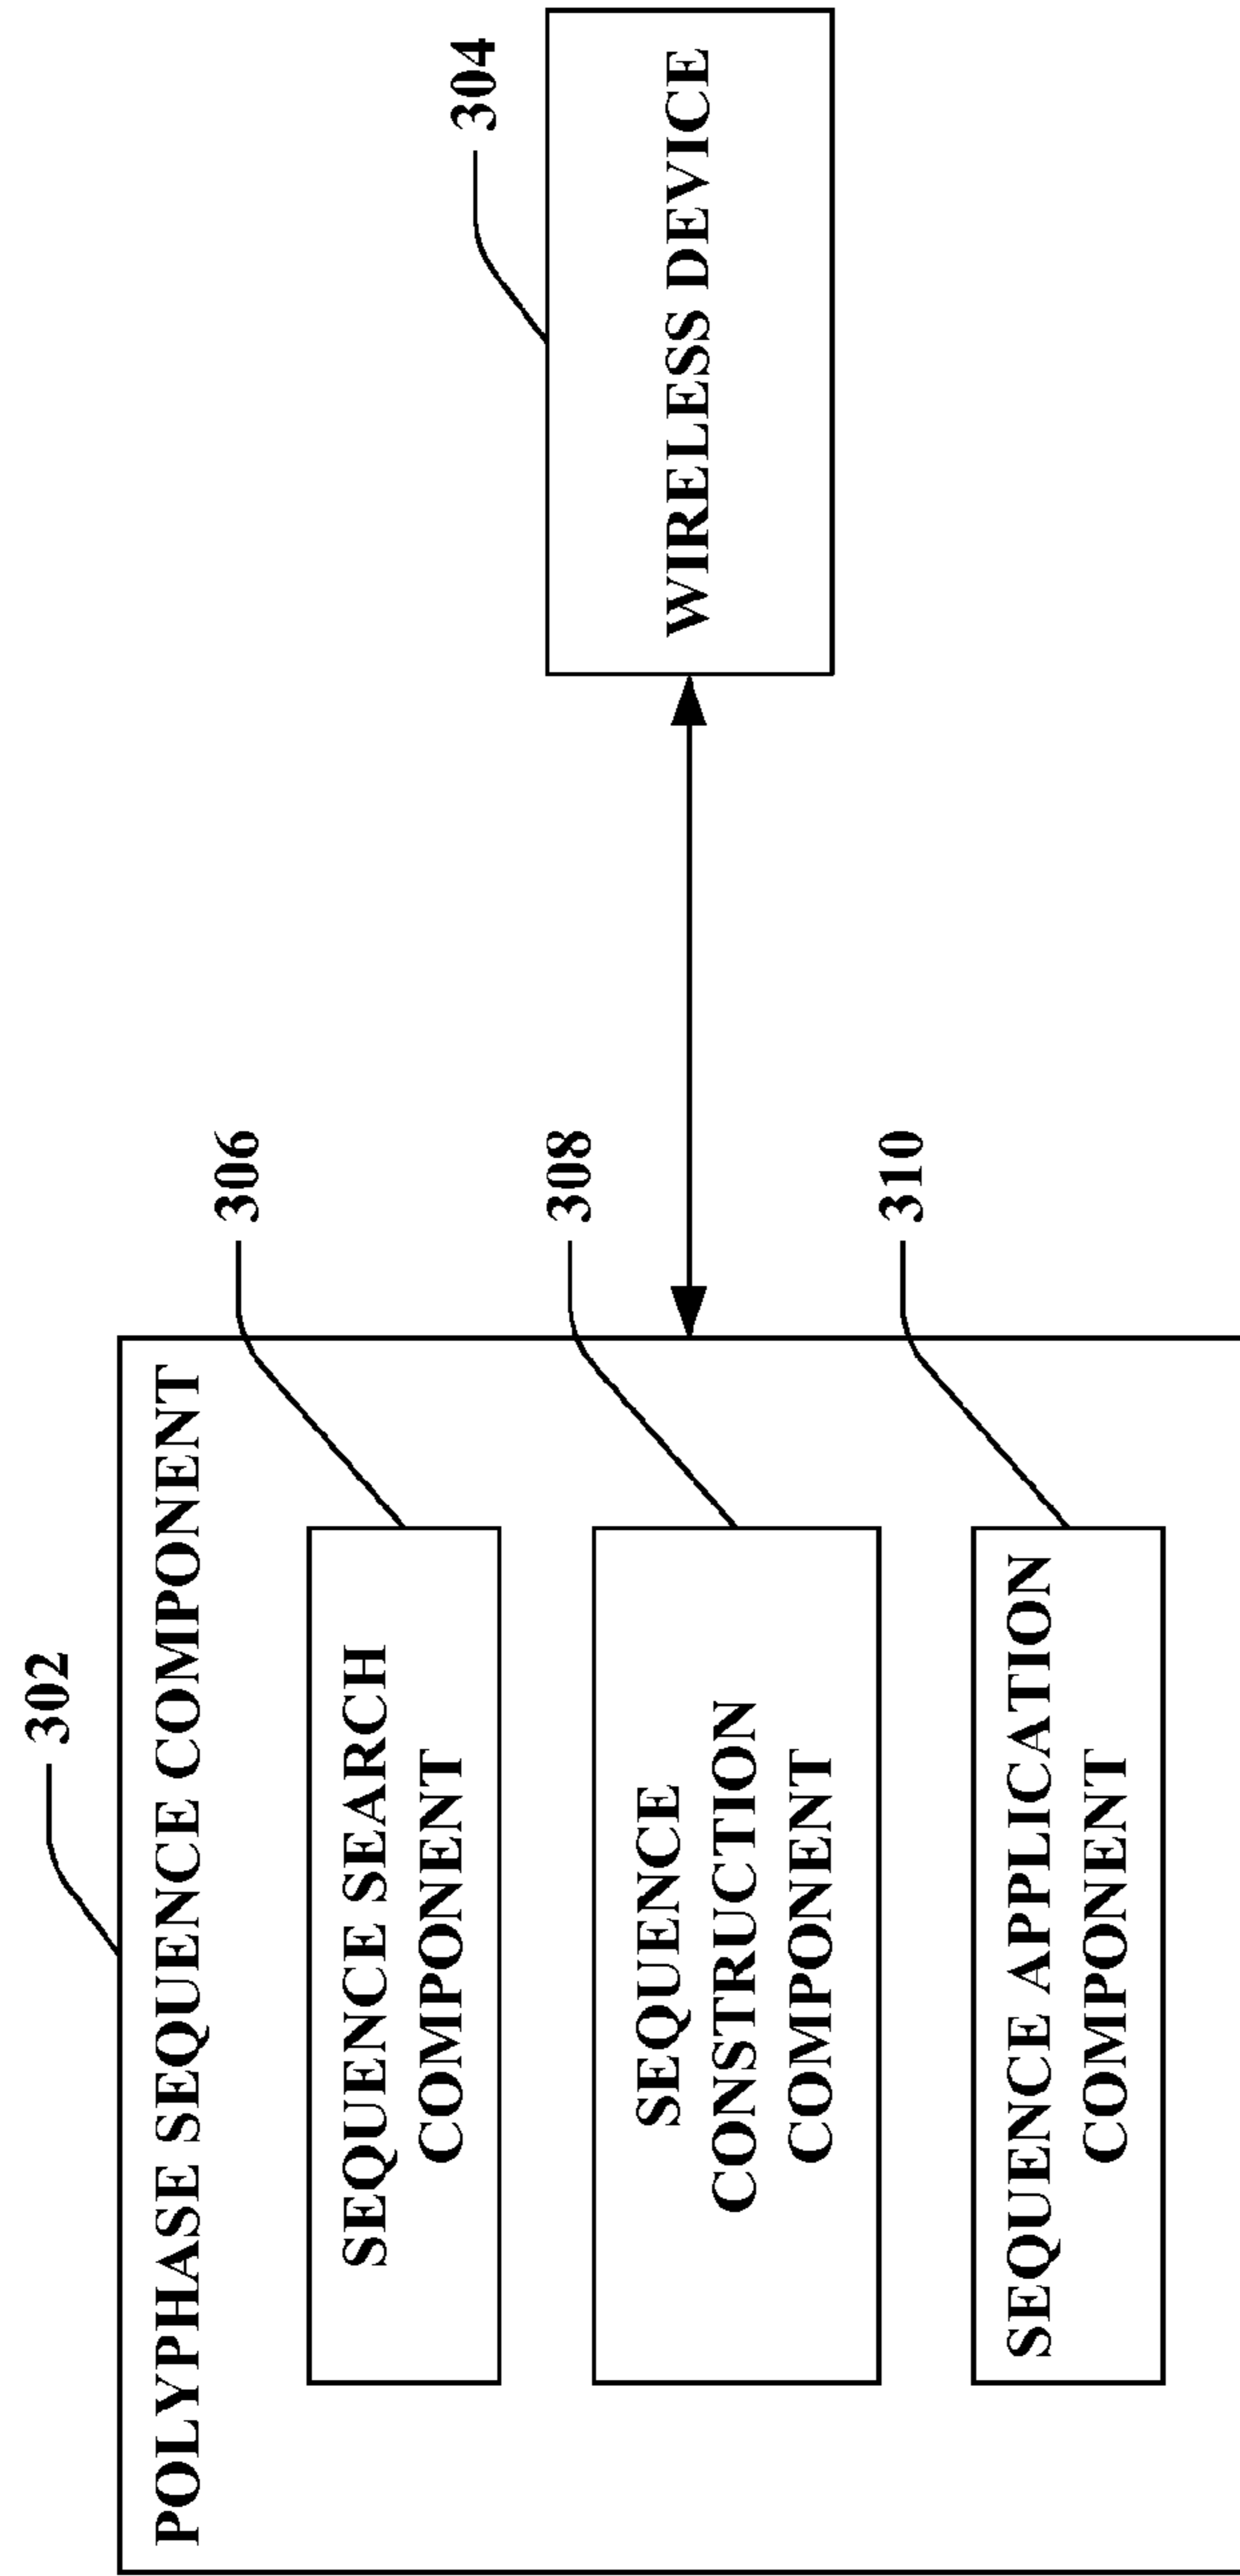 302
POLYPHASE SEQUENCE COMPONENT
306
SEQUENCE SEARCH
COMPONENT
308
SEQUENCE
CONSTRUCTION
COMPONENT
310
SEQUENCE APPLICATION
COMPONENT
304
WIRELESS DEVICE